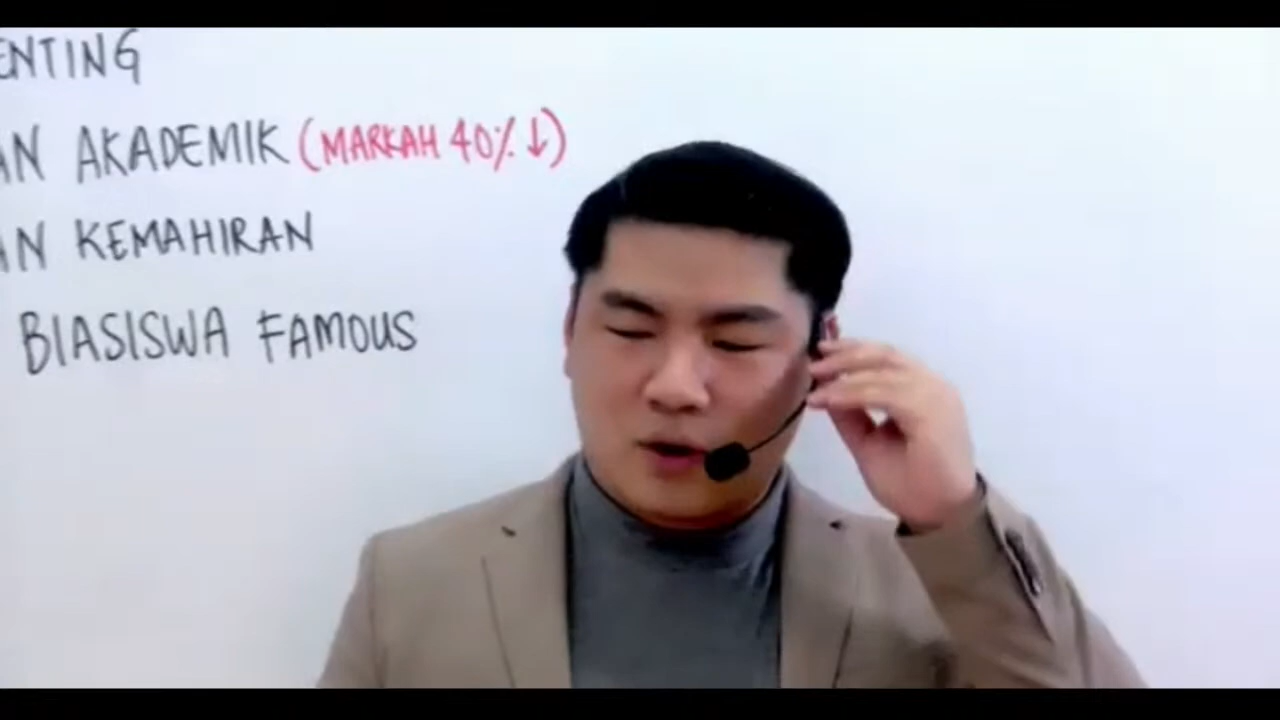 ENTING
AN AKADEMIK (MARKAH 40% ↓)
AN KEMAHIRAN
BIASISWA FAMOUS